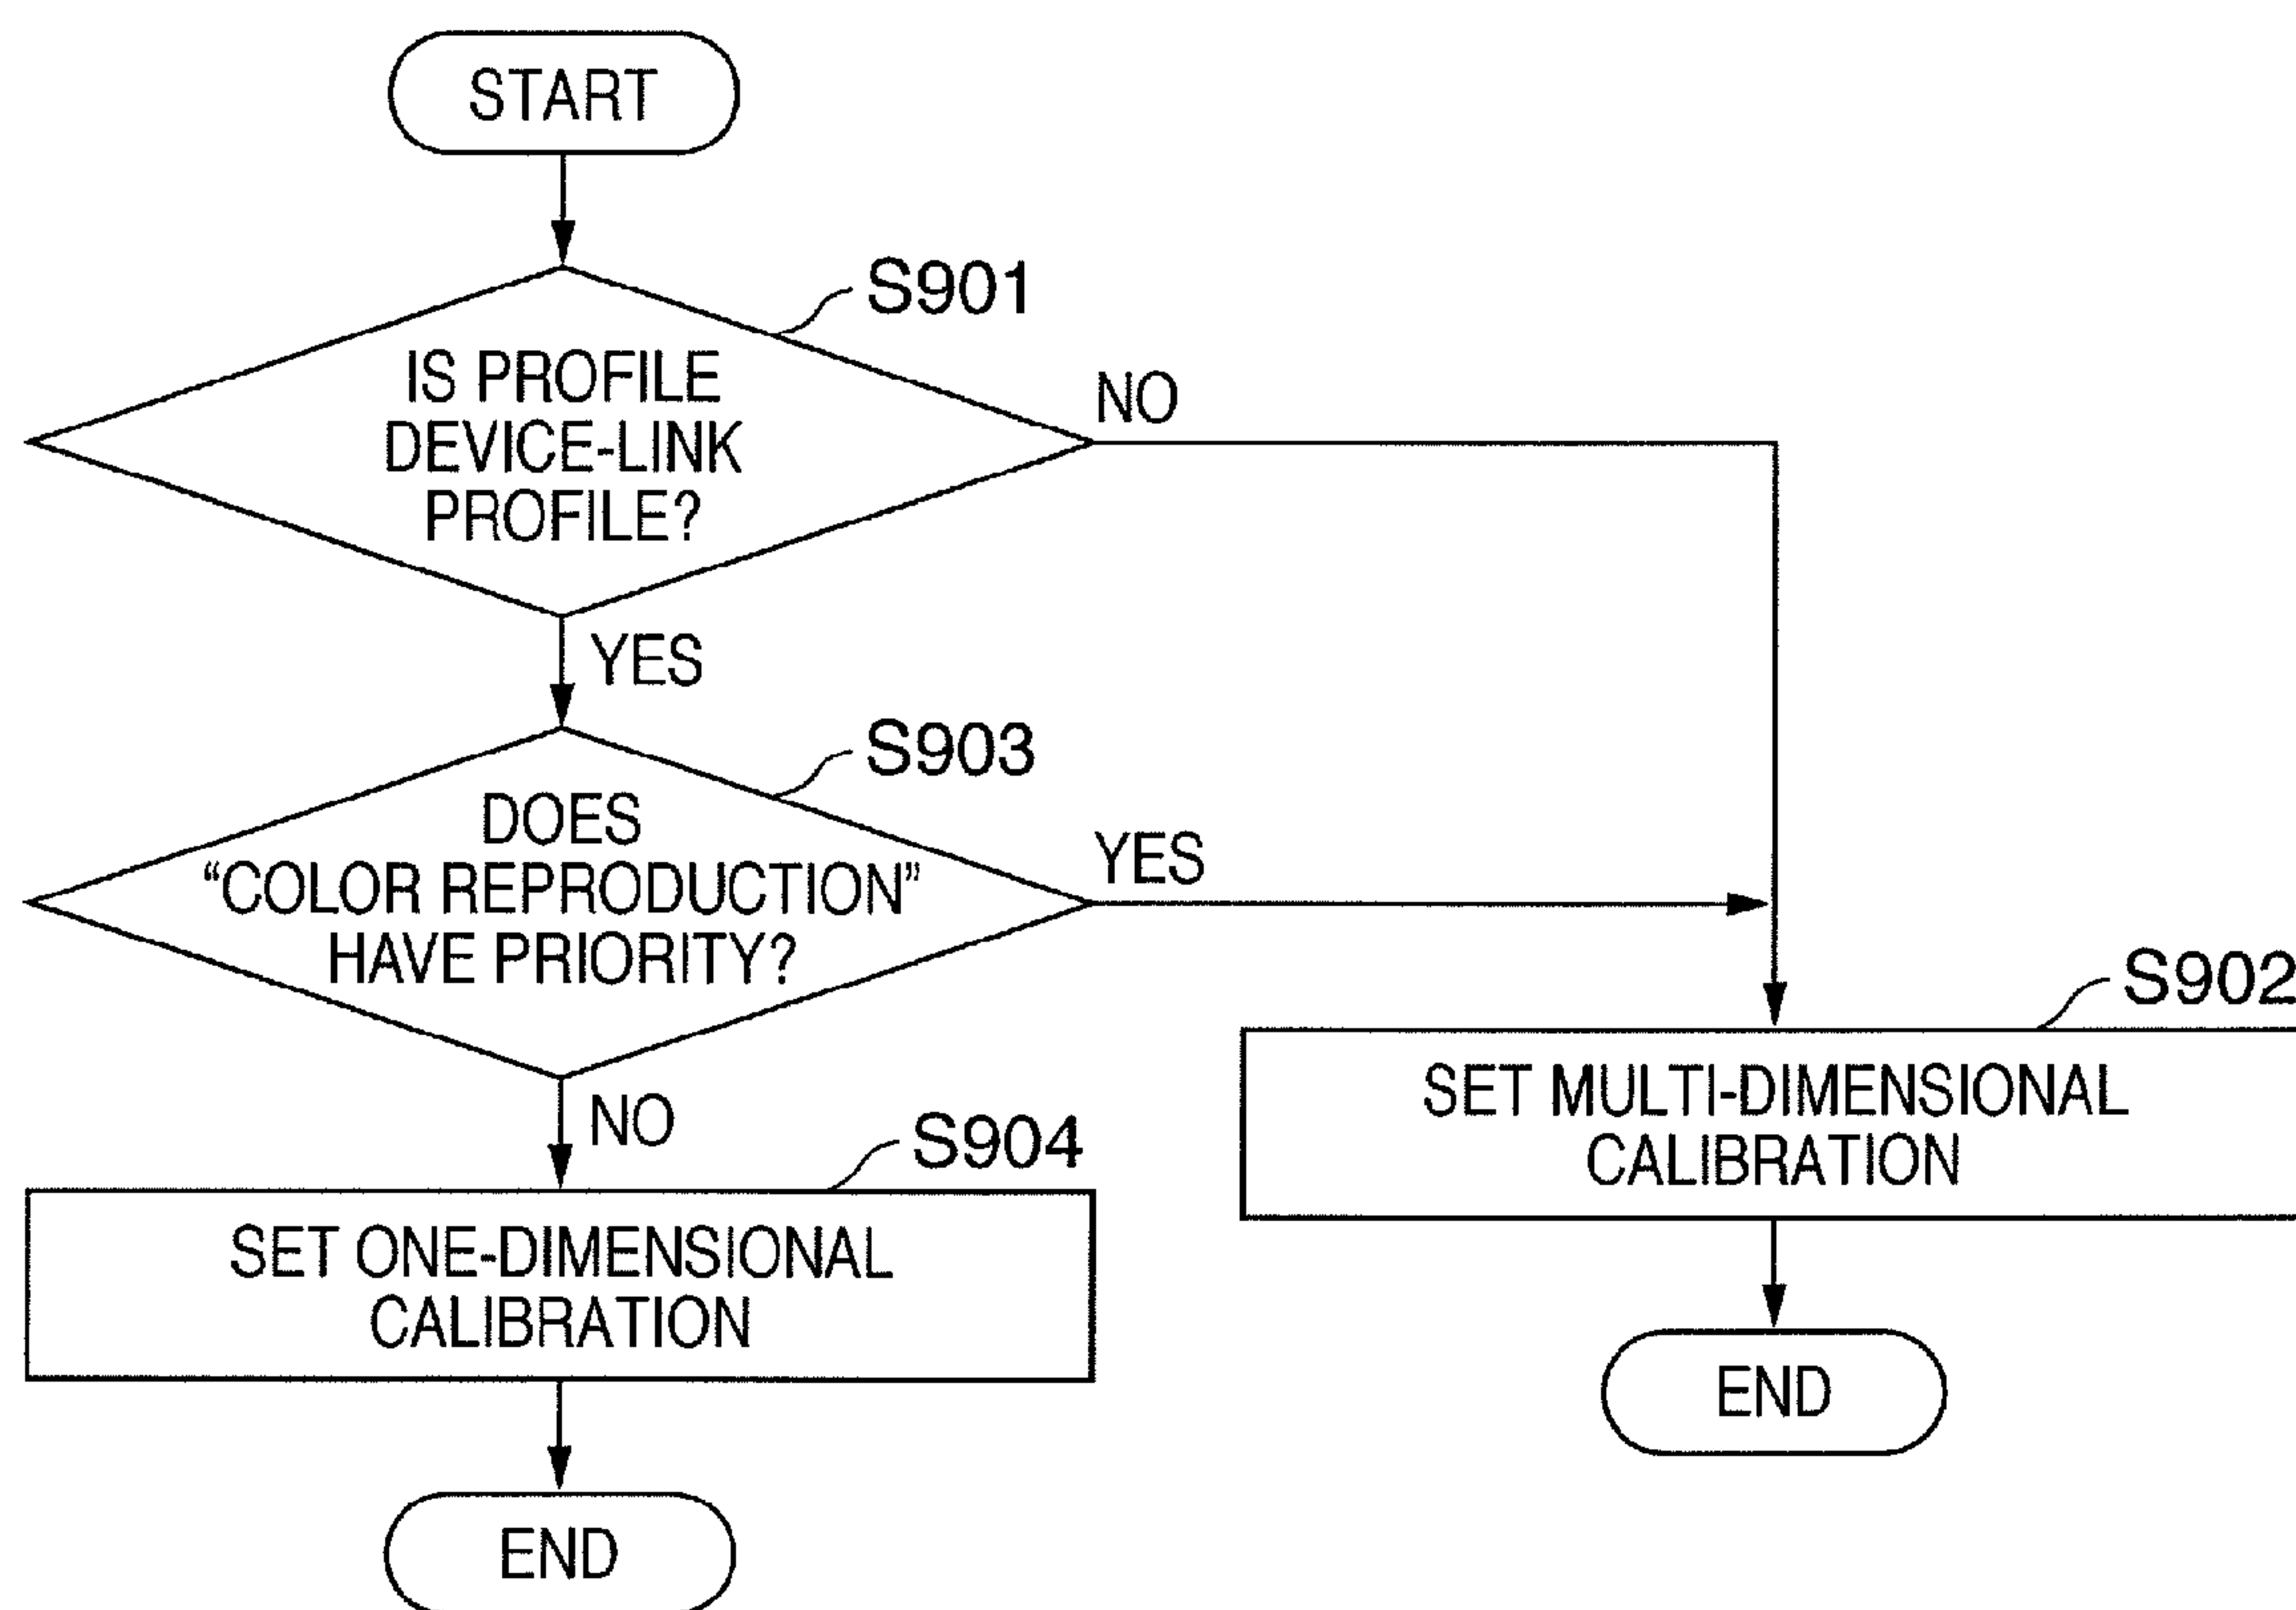 START
S901
IS PROFILE
DEVICE-LINK
PROFILE?
NO
YES
S903
DOES
“COLOR REPRODUCTION”
HAVE PRIORITY?
YES
S902
SET MULTI-DIMENSIONAL
CALIBRATION
NO
S904
SET ONE-DIMENSIONAL
CALIBRATION
END
END